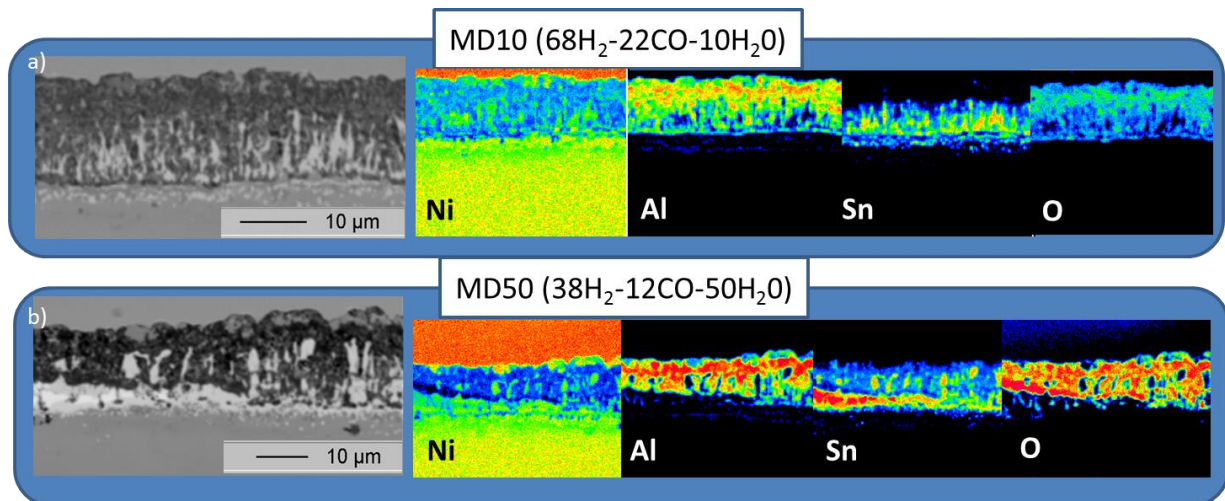 MD10 (68H₂-22CO-10H₂0)
a)
10 µm
Ni
Al
Sn
O
MD50 (38H₂-12CO-50H₂0)
b)
10 µm
Ni
Al
Sn
O